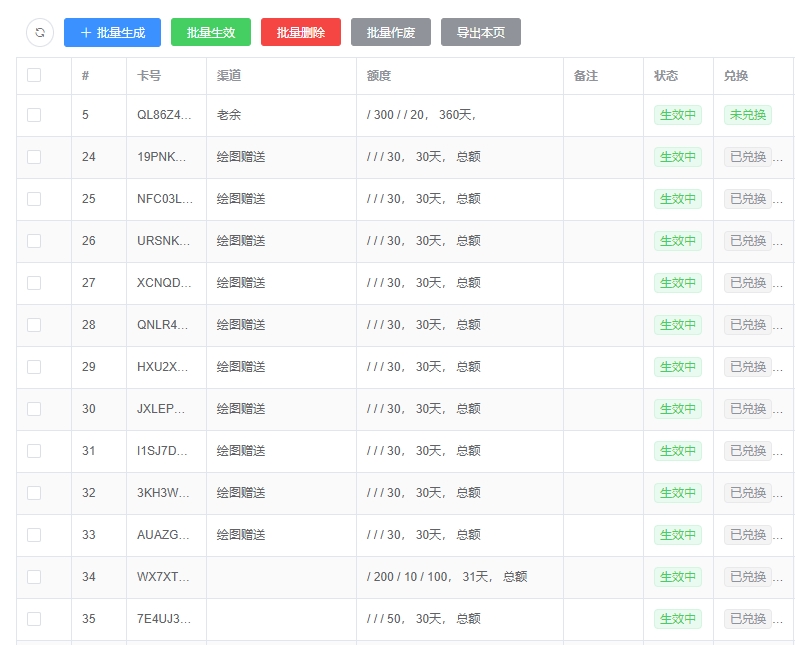 批量生成 批量生效 批量删除 批量作废 导出本页
# 卡号 渠道 额度 备注 状态 兑换
5 QL86Z4... 老余 / 300 / / 20， 360天， 生效中 未兑换
24 19PNK... 绘图赠送 / / / 30， 30天， 总额 生效中 已兑换...
25 NFC03L... 绘图赠送 / / / 30， 30天， 总额 生效中 已兑换...
26 URSNK... 绘图赠送 / / / 30， 30天， 总额 生效中 已兑换...
27 XCNQD... 绘图赠送 / / / 30， 30天， 总额 生效中 已兑换...
28 QNLR4... 绘图赠送 / / / 30， 30天， 总额 生效中 已兑换...
29 HXU2X... 绘图赠送 / / / 30， 30天， 总额 生效中 已兑换...
30 JXLEP... 绘图赠送 / / / 30， 30天， 总额 生效中 已兑换...
31 I1SJ7D... 绘图赠送 / / / 30， 30天， 总额 生效中 已兑换...
32 3KH3W... 绘图赠送 / / / 30， 30天， 总额 生效中 已兑换...
33 AUAZG... 绘图赠送 / / / 30， 30天， 总额 生效中 已兑换...
34 WX7XT... / 200 / 10 / 100， 31天， 总额 生效中 已兑换...
35 7E4UJ3... / / / 50， 30天， 总额 生效中 已兑换...